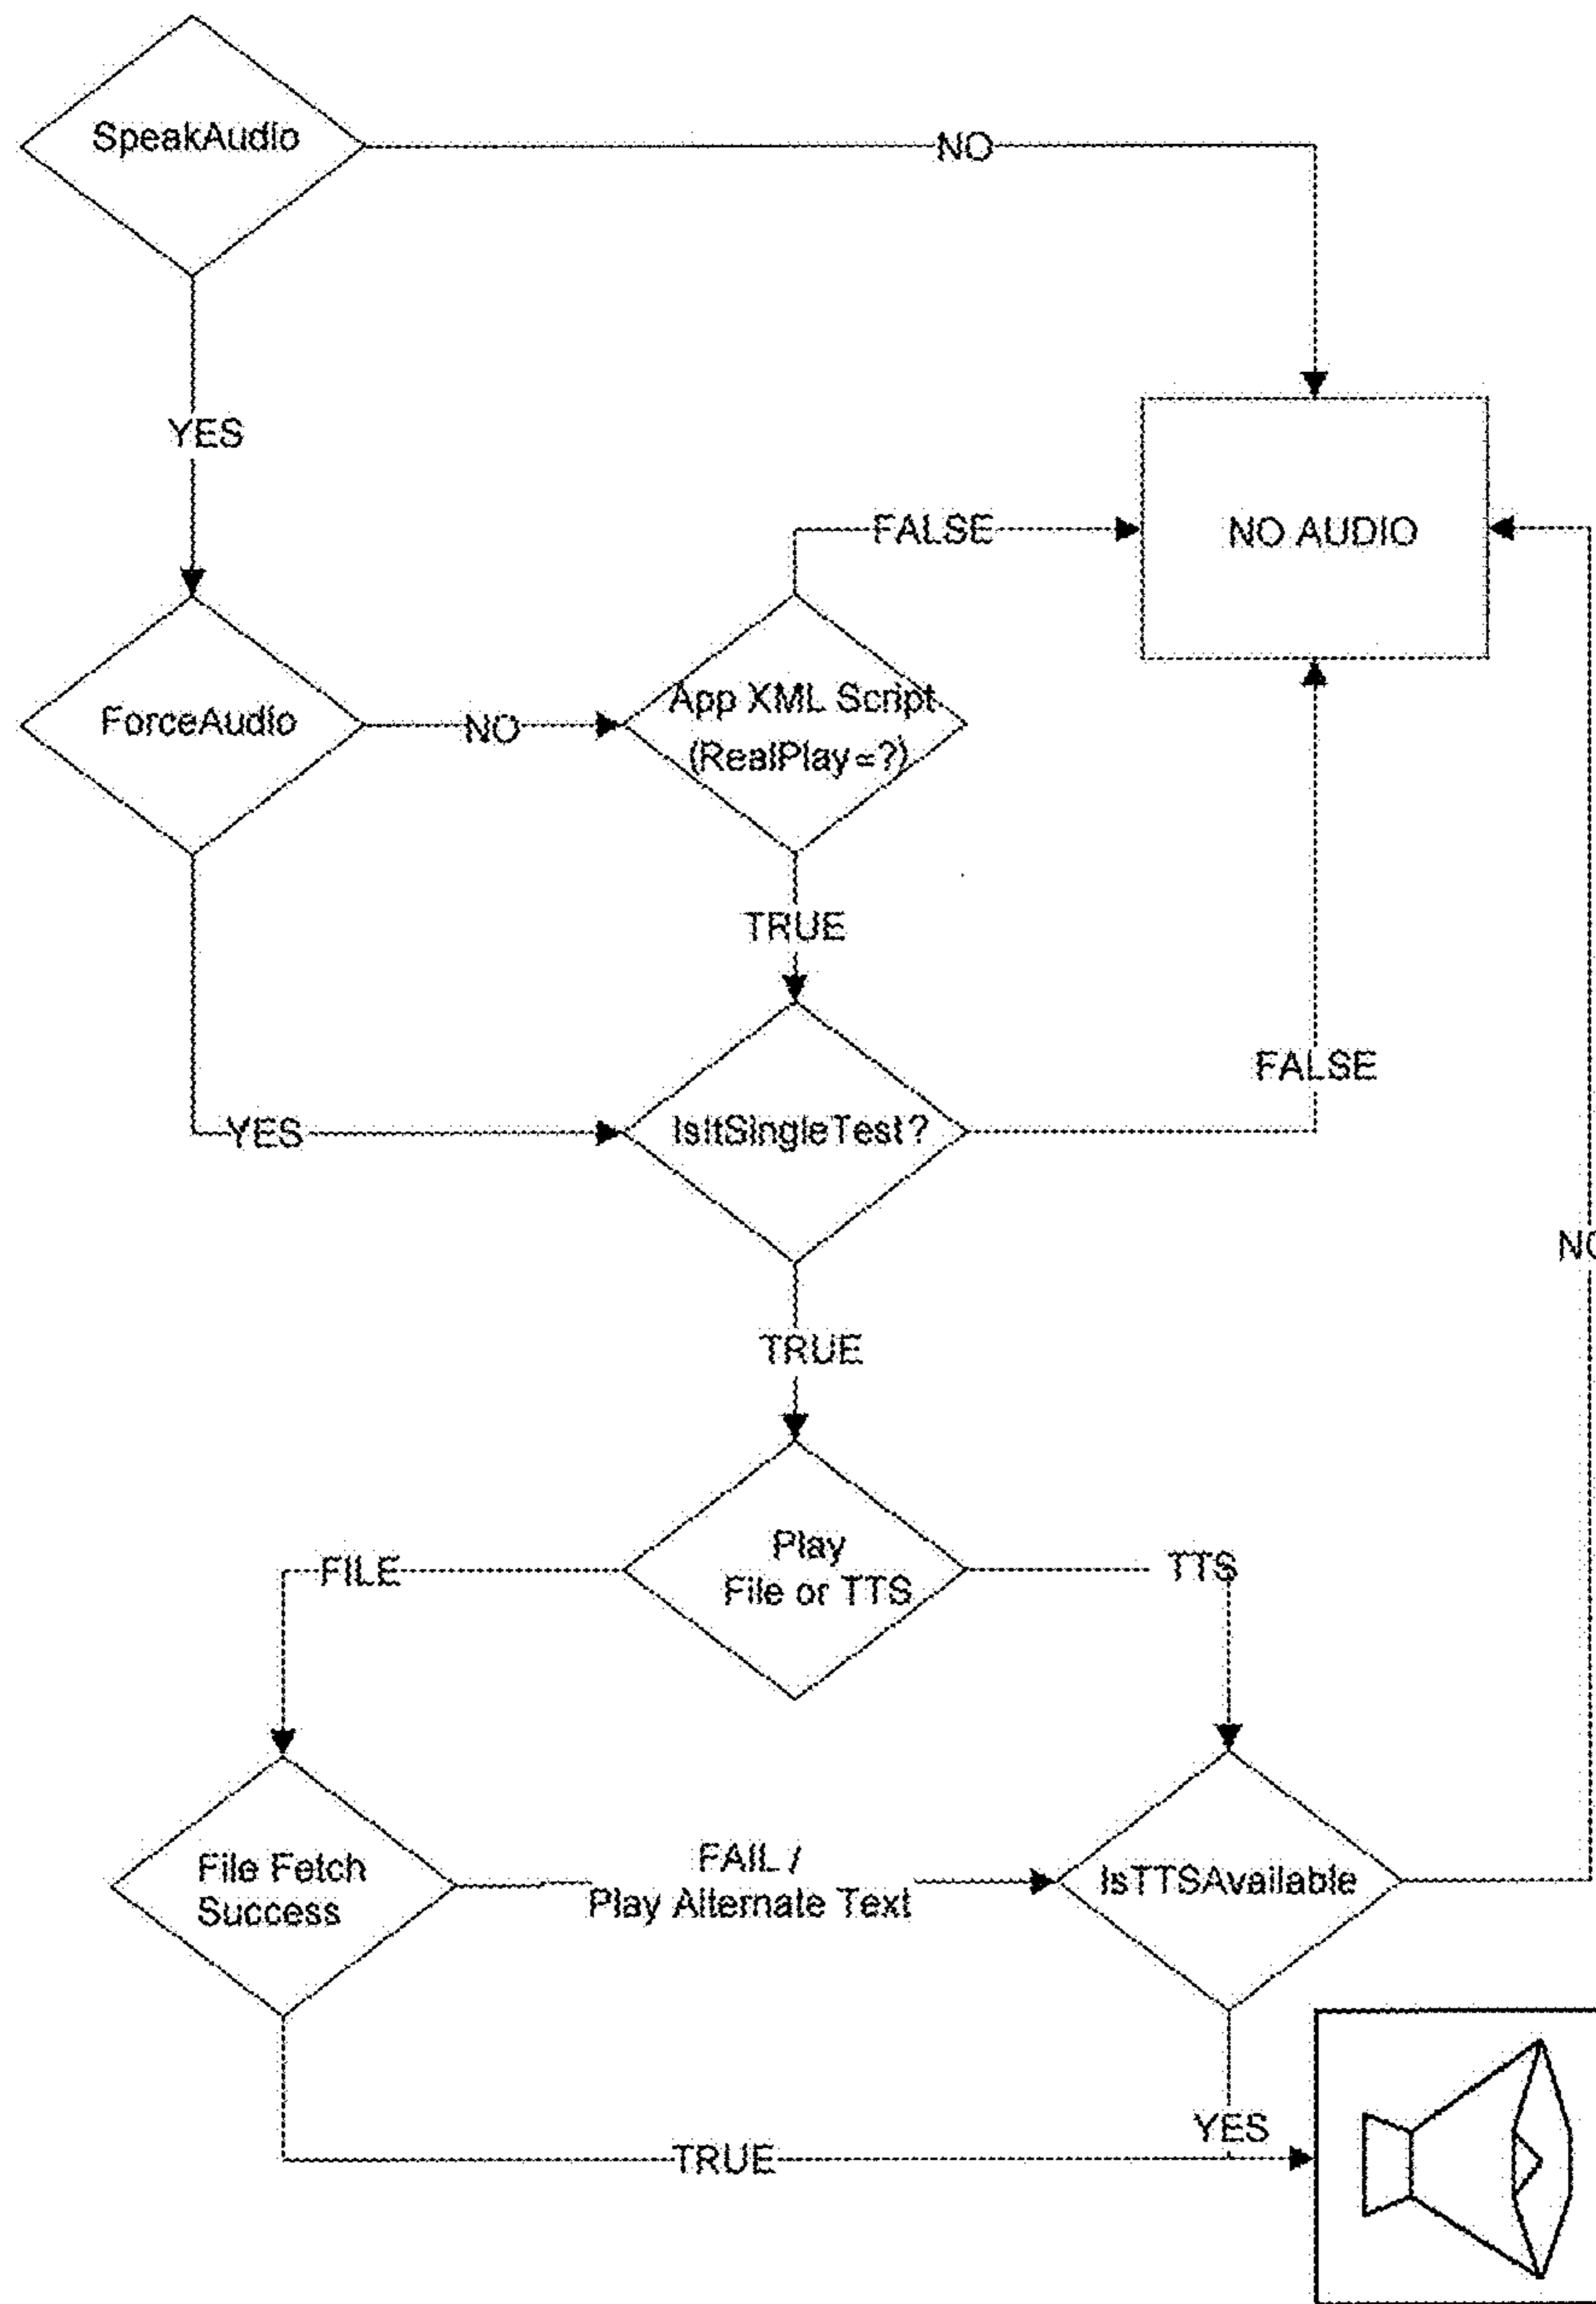 SpeakAudio
NO
YES
FALSE
NO AUDIO
ForceAudio
NO
App XML Script
(RealPlay=?)
TRUE
FALSE
YES
IsItSingleTest?
TRUE
Play
File or TTS
FILE
TTS
File Fetch
Success
FAIL /
Play Alternate Text
IsTTSAvailable
YES
TRUE